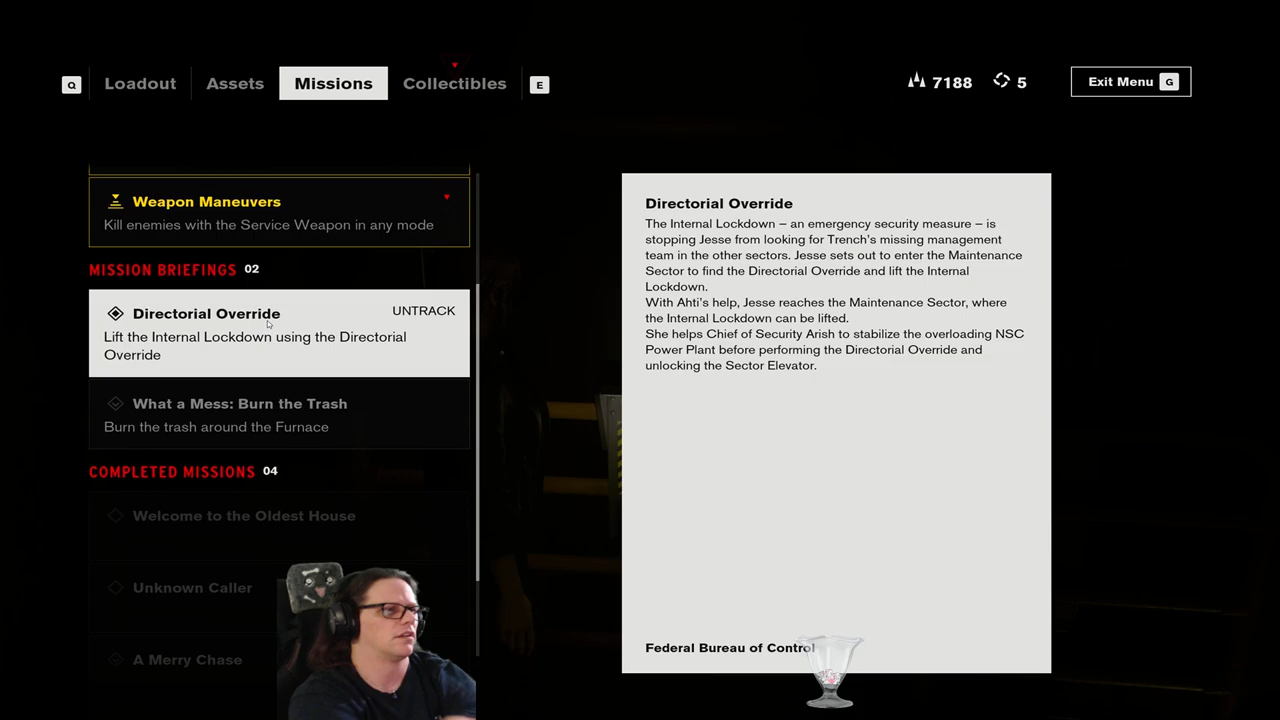 Q
Loadout
Assets
Missions
Collectibles
E
7188
5
Exit Menu G
Weapon Maneuvers
Kill enemies with the Service Weapon in any mode
MISSION BRIEFINGS 02
Directorial Override
UNTRACK
Lift the Internal Lockdown using the Directorial
Override
What a Mess: Burn the Trash
Burn the trash around the Furnace
COMPLETED MISSIONS 04
Welcome to the Oldest House
Unknown Caller
A Merry Chase
Directorial Override
The Internal Lockdown – an emergency security measure – is
stopping Jesse from looking for Trench's missing management
team in the other sectors. Jesse sets out to enter the Maintenance
Sector to find the Directorial Override and lift the Internal
Lockdown.
With Ahti's help, Jesse reaches the Maintenance Sector, where
the Internal Lockdown can be lifted.
She helps Chief of Security Arish to stabilize the overloading NSC
Power Plant before performing the Directorial Override and
unlocking the Sector Elevator.
Federal Bureau of Control